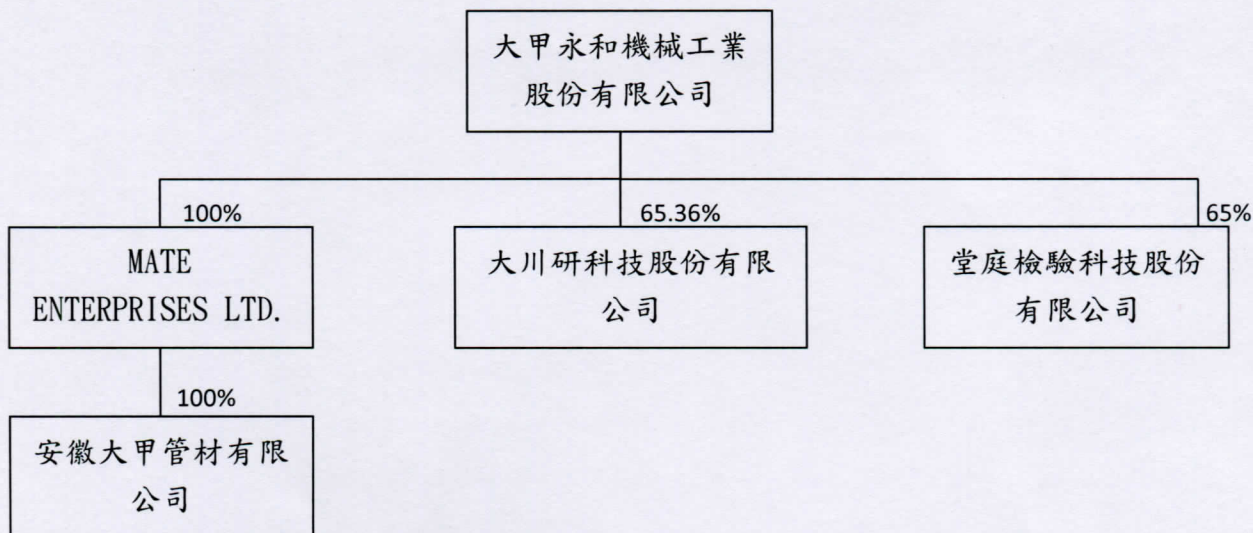 大甲永和機械工業
股份有限公司
100%
65.36%
65%
MATE
ENTERPRISES LTD.
大川研科技股份有限
公司
堂庭檢驗科技股份
有限公司
100%
安徽大甲管材有限
公司